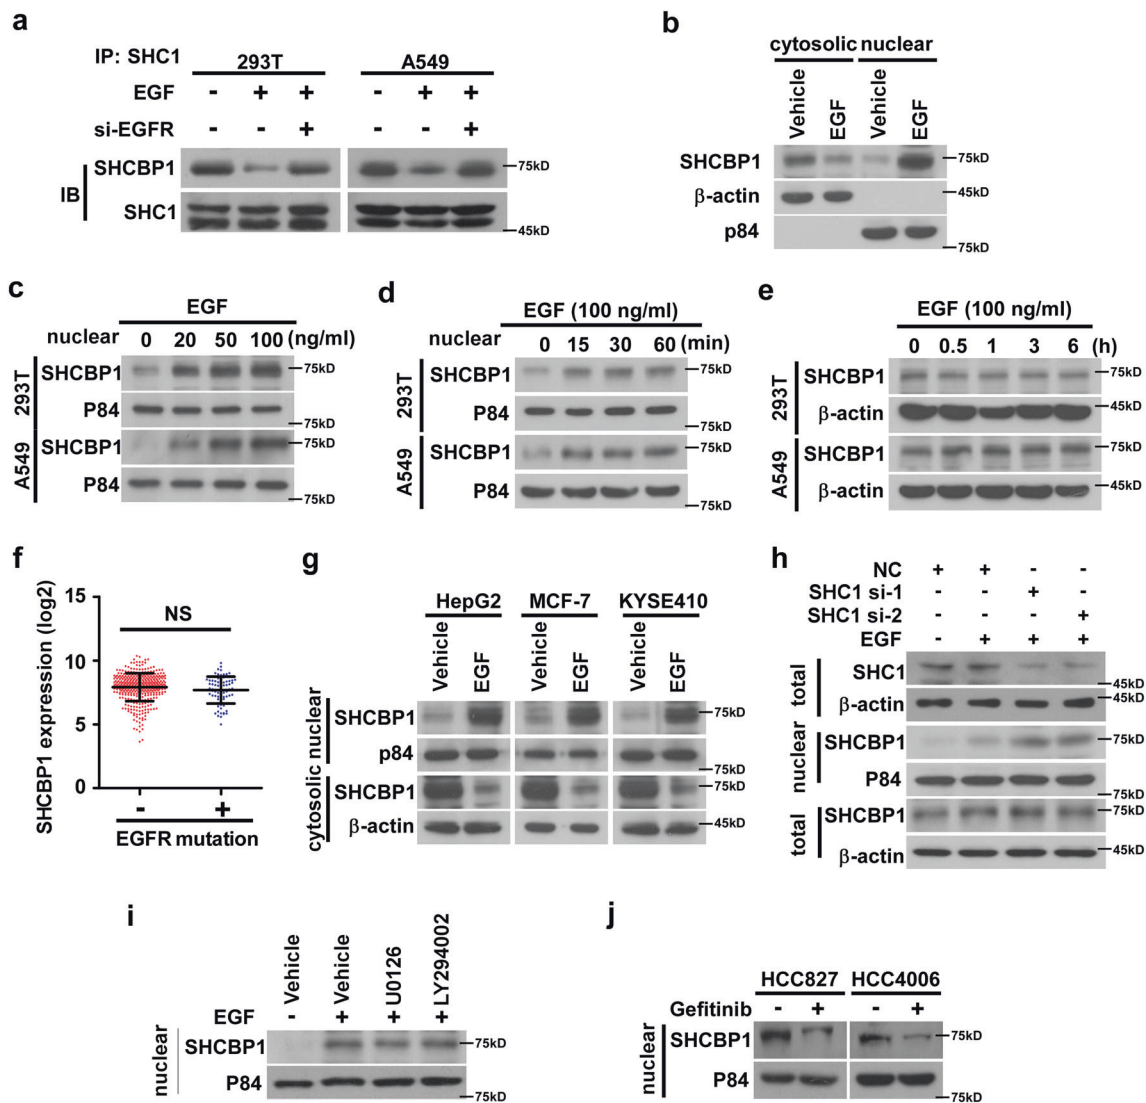 a
IP: SHC1
293T A549
EGF - + + - + +
si-EGFR - - + - - +
IB
SHCBP1 75kD
SHC1
45kD
b
cytosolic nuclear
Vehicle EGF Vehicle EGF
SHCBP1 75kD
β-actin 45kD
p84
75kD
c
EGF
nuclear 0 20 50 100 (ng/ml)
293T
SHCBP1 75kD
P84
75kD
A549
SHCBP1 75kD
P84
75kD
d
EGF (100 ng/ml)
nuclear 0 15 30 60 (min)
293T
SHCBP1 75kD
P84
75kD
A549
SHCBP1 75kD
P84
75kD
e
EGF (100 ng/ml)
0 0.5 1 3 6 (h)
293T
SHCBP1 75kD
β-actin 45kD
A549
SHCBP1 75kD
β-actin 45kD
f
SHCBP1 expression (log2)
15
10
5
0
NS
- +
EGFR mutation
g
HepG2 MCF-7 KYSE410
Vehicle EGF Vehicle EGF Vehicle EGF
nuclear
SHCBP1 75kD
p84
75kD
cytosolic
SHCBP1 75kD
β-actin 45kD
h
NC + + - -
SHC1 si-1 - - + -
SHC1 si-2 - - - +
EGF - + + +
total
SHC1
45kD
β-actin 45kD
nuclear
SHCBP1 75kD
P84
75kD
total
SHCBP1 75kD
β-actin 45kD
i
Vehicle Vehicle U0126 LY294002
EGF - + + +
nuclear
SHCBP1 75kD
P84
75kD
j
HCC827 HCC4006
Gefitinib - + - +
nuclear
SHCBP1 75kD
P84
75kD